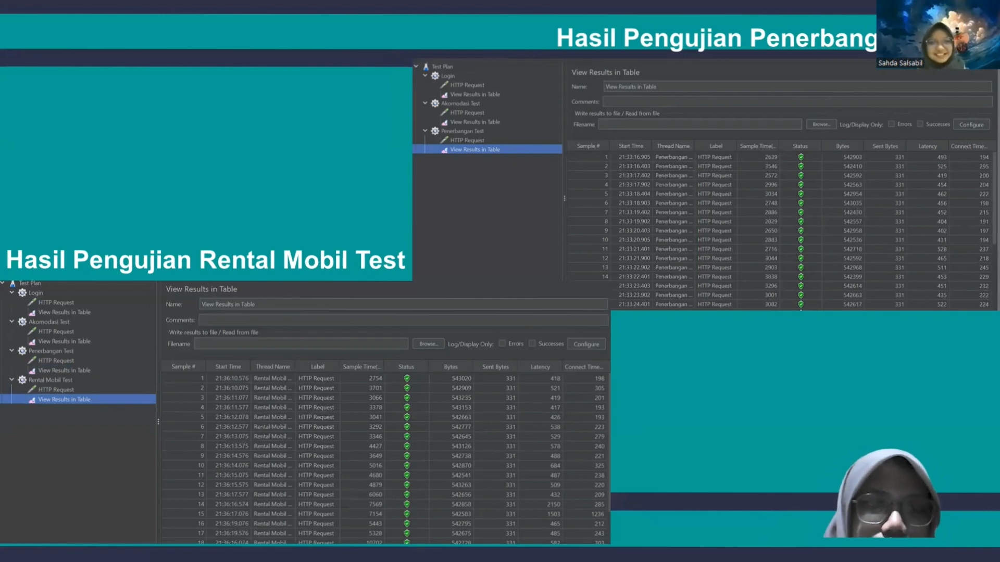 Hasil Pengujian Penerbang
Sahda Salsabil
Test Plan
Login
HTTP Request
View Results in Table
Akomodasi Test
HTTP Request
View Results in Table
Penerbangan Test
HTTP Request
View Results in Table
View Results in Table
Name: View Results in Table
Comments:
Write results to file / Read from file
Filename Browse... Log/Display Only: Errors Successes Configure
Sample # Start Time Thread Name Label Sample Time(... Status Bytes Sent Bytes Latency Connect Time...
1 21:33:16.905 Penerbangan ... HTTP Request 2639 542903 331 493 194
2 21:33:16.403 Penerbangan ... HTTP Request 3546 542410 331 525 295
3 21:33:17.402 Penerbangan ... HTTP Request 2572 542592 331 419 200
4 21:33:17.902 Penerbangan ... HTTP Request 2996 542563 331 454 204
5 21:33:18.404 Penerbangan ... HTTP Request 3034 542954 331 462 222
6 21:33:18.903 Penerbangan ... HTTP Request 2748 543035 331 456 198
7 21:33:19.402 Penerbangan ... HTTP Request 2886 542430 331 452 215
8 21:33:19.902 Penerbangan ... HTTP Request 2829 542557 331 404 191
9 21:33:20.403 Penerbangan ... HTTP Request 2650 542958 331 402 197
10 21:33:20.905 Penerbangan ... HTTP Request 2883 542536 331 431 194
11 21:33:21.401 Penerbangan ... HTTP Request 2716 542718 331 528 237
12 21:33:21.900 Penerbangan ... HTTP Request 3044 542592 331 465 218
13 21:33:22.902 Penerbangan ... HTTP Request 2903 542968 331 511 245
14 21:33:22.401 Penerbangan ... HTTP Request 3838 542399 331 453 229
21:33:23.403 Penerbangan ... HTTP Request 3296 542614 331 451 232
21:33:23.902 Penerbangan ... HTTP Request 3001 542663 331 435 222
21:33:24.401 Penerbangan ... HTTP Request 3082 542617 331 522 224
Hasil Pengujian Rental Mobil Test
Test Plan
Login
HTTP Request
View Results in Table
Akomodasi Test
HTTP Request
View Results in Table
Penerbangan Test
HTTP Request
View Results in Table
Rental Mobil Test
HTTP Request
View Results in Table
View Results in Table
Name: View Results in Table
Comments:
Write results to file / Read from file
Filename Browse... Log/Display Only: Errors Successes Configure
Sample # Start Time Thread Name Label Sample Time(... Status Bytes Sent Bytes Latency Connect Time...
1 21:36:10.576 Rental Mobil ... HTTP Request 2754 543020 331 418 198
2 21:36:10.075 Rental Mobil ... HTTP Request 3701 542909 331 521 305
3 21:36:11.077 Rental Mobil ... HTTP Request 3066 543235 331 419 201
4 21:36:11.577 Rental Mobil ... HTTP Request 3378 543153 331 417 193
5 21:36:12.078 Rental Mobil ... HTTP Request 3041 542663 331 426 193
6 21:36:12.577 Rental Mobil ... HTTP Request 3292 542777 331 538 223
7 21:36:13.075 Rental Mobil ... HTTP Request 3346 542645 331 529 279
8 21:36:13.575 Rental Mobil ... HTTP Request 4427 543126 331 578 240
9 21:36:14.576 Rental Mobil ... HTTP Request 3649 542738 331 488 221
10 21:36:14.076 Rental Mobil ... HTTP Request 5016 542870 331 684 325
11 21:36:15.075 Rental Mobil ... HTTP Request 4680 542541 331 487 238
12 21:36:15.575 Rental Mobil ... HTTP Request 4879 543263 331 509 220
13 21:36:17.577 Rental Mobil ... HTTP Request 6060 542656 331 432 209
14 21:36:16.574 Rental Mobil ... HTTP Request 7569 542858 331 2150 285
15 21:36:17.076 Rental Mobil ... HTTP Request 7154 542583 331 1503 1236
16 21:36:19.076 Rental Mobil ... HTTP Request 5443 542795 331 465 212
17 21:36:19.576 Rental Mobil ... HTTP Request 5328 542675 331 485 243
18 21:36:16.074 Rental Mobil ... HTTP Request 10702 542728 331 582 303